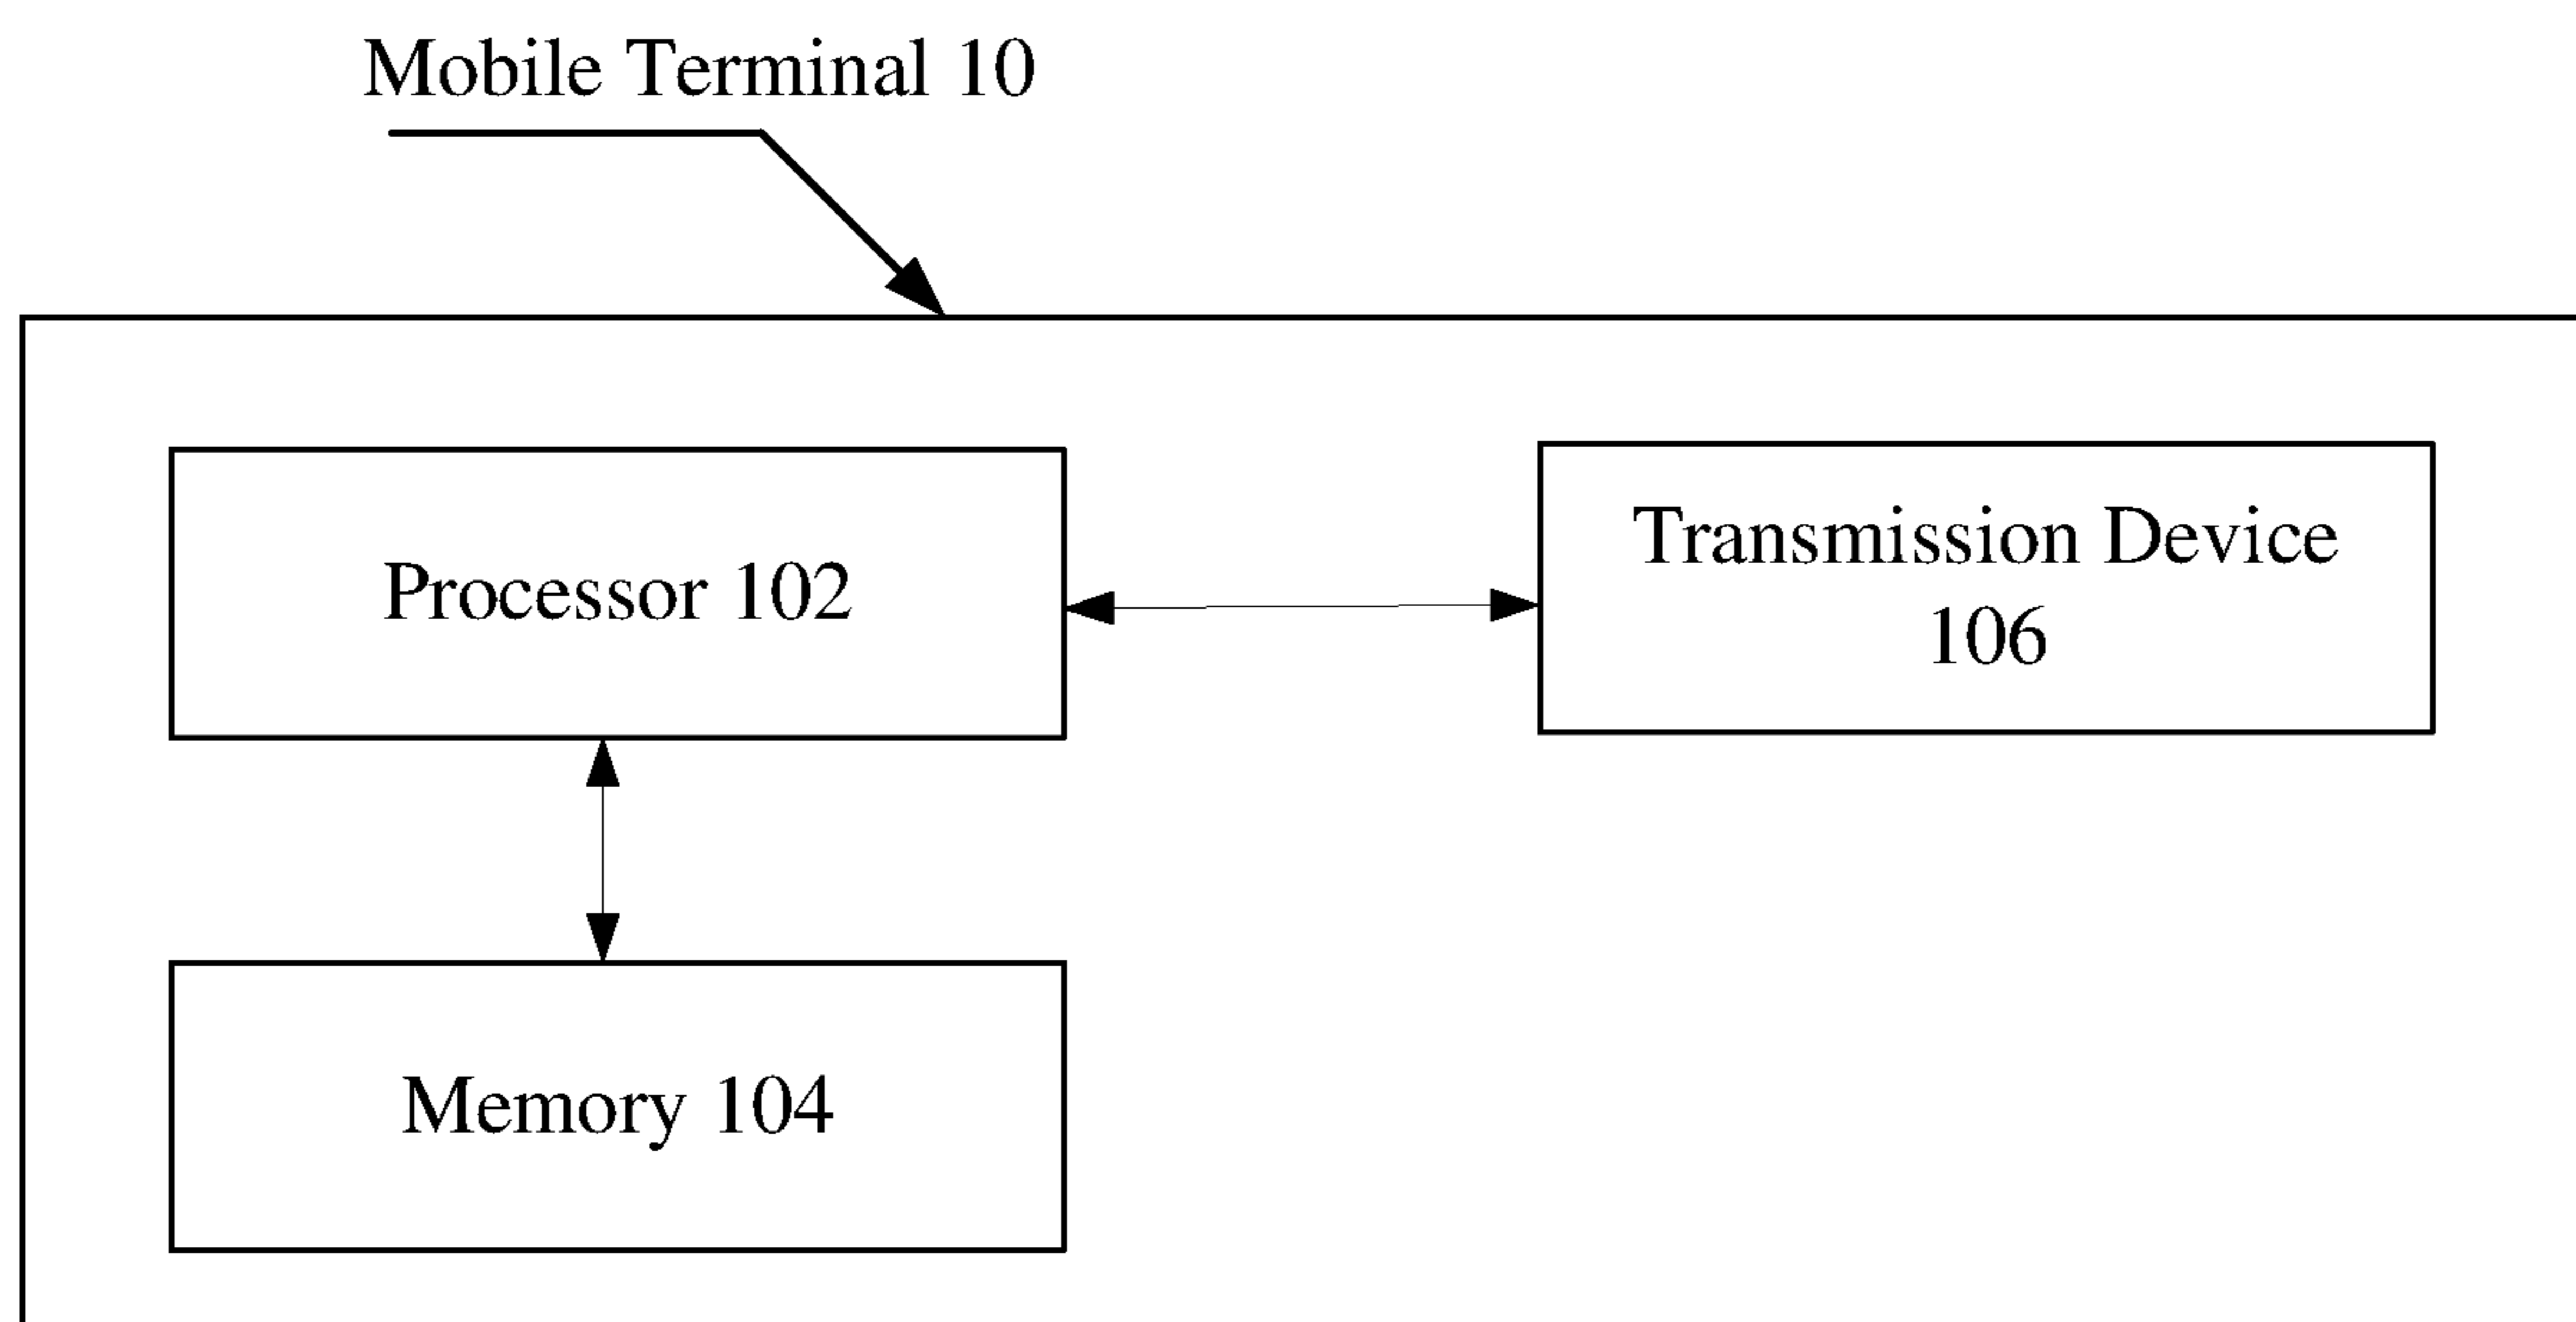 Mobile Terminal 10
Processor 102
Transmission Device
106
Memory 104